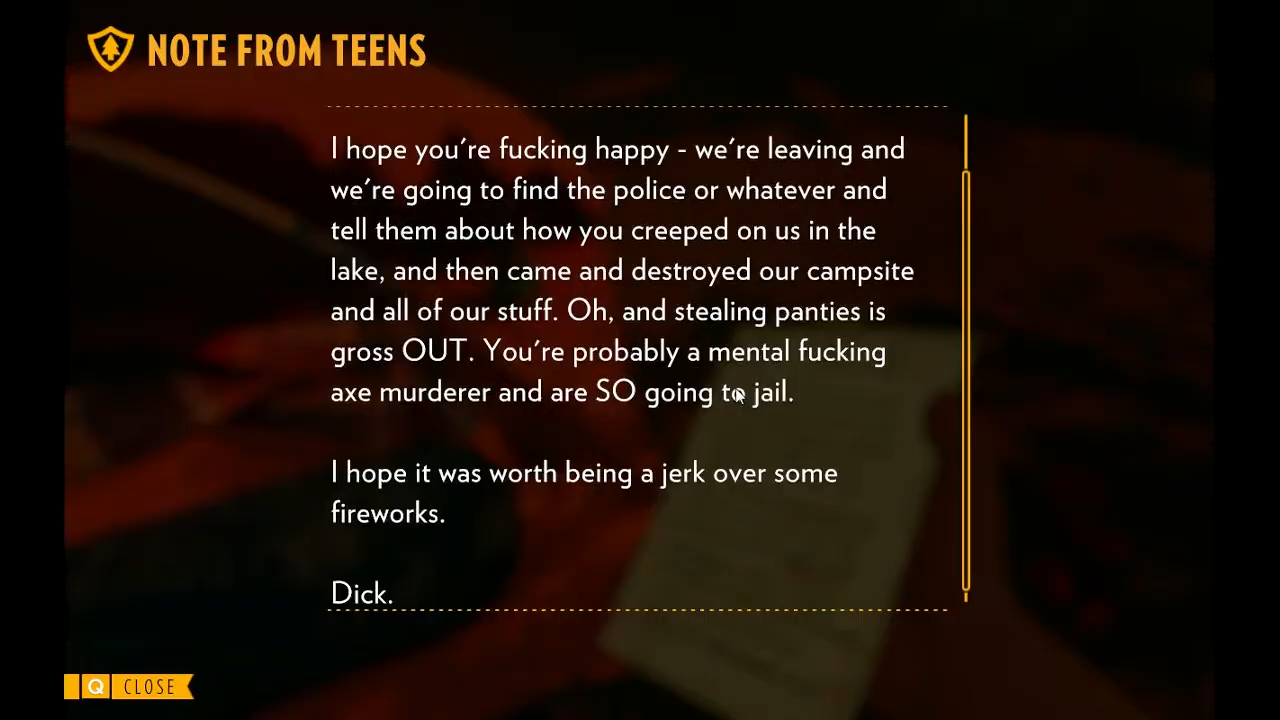 NOTE FROM TEENS
I hope you're fucking happy - we're leaving and
we're going to find the police or whatever and
tell them about how you creeped on us in the
lake, and then came and destroyed our campsite
and all of our stuff. Oh, and stealing panties is
gross OUT. You're probably a mental fucking
axe murderer and are SO going to jail.
I hope it was worth being a jerk over some
fireworks.
Dick.
Q CLOSE